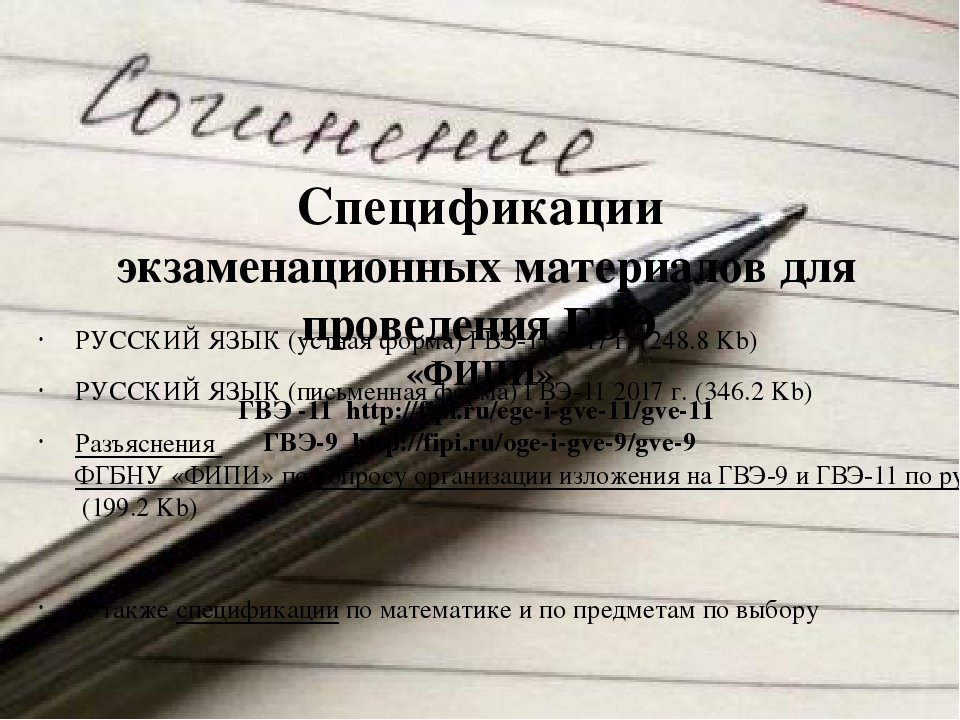 Сочинение
Спецификации
экзаменационных материалов для
проведения ГВЭ
«ФИПИ»
ГВЭ -11 http://fipi.ru/ege-i-gve-11/gve-11
ГВЭ-9 http://fipi.ru/oge-i-gve-9/gve-9
РУССКИЙ ЯЗЫК (устная форма) ГВЭ-11 2017 г. (248.8 Kb)
РУССКИЙ ЯЗЫК (письменная форма) ГВЭ-11 2017 г. (346.2 Kb)
Разъяснения
ФГБНУ «ФИПИ» по вопросу организации изложения на ГВЭ-9 и ГВЭ-11 по
(199.2 Kb)
также спецификации по математике и по предметам по выбору